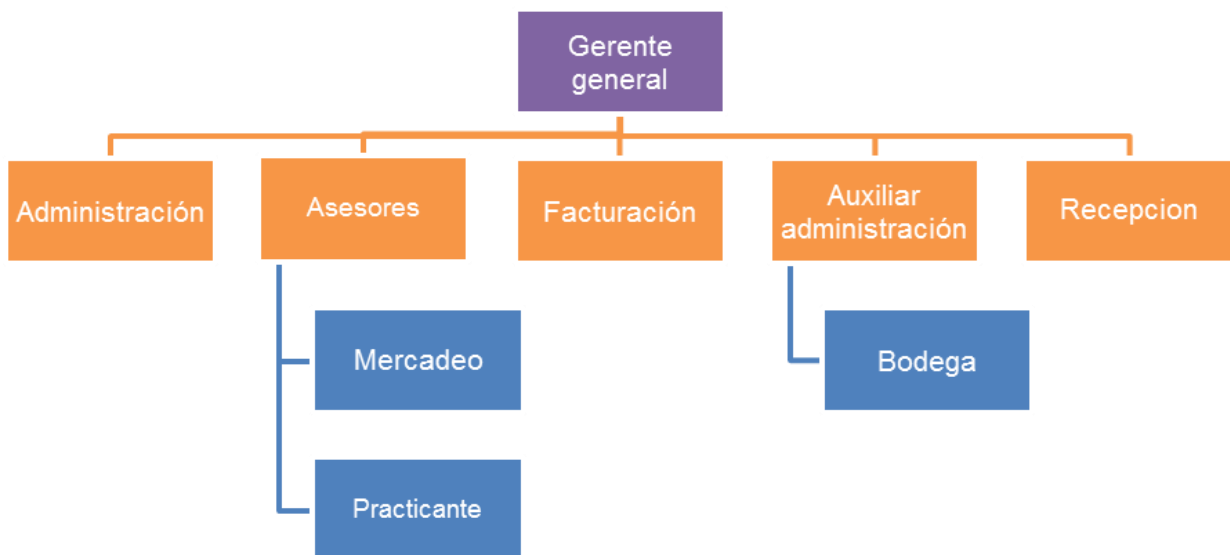 Gerente
general
Administración
Asesores
Facturación
Auxiliar
administración
Recepcion
Mercadeo
Bodega
Practicante